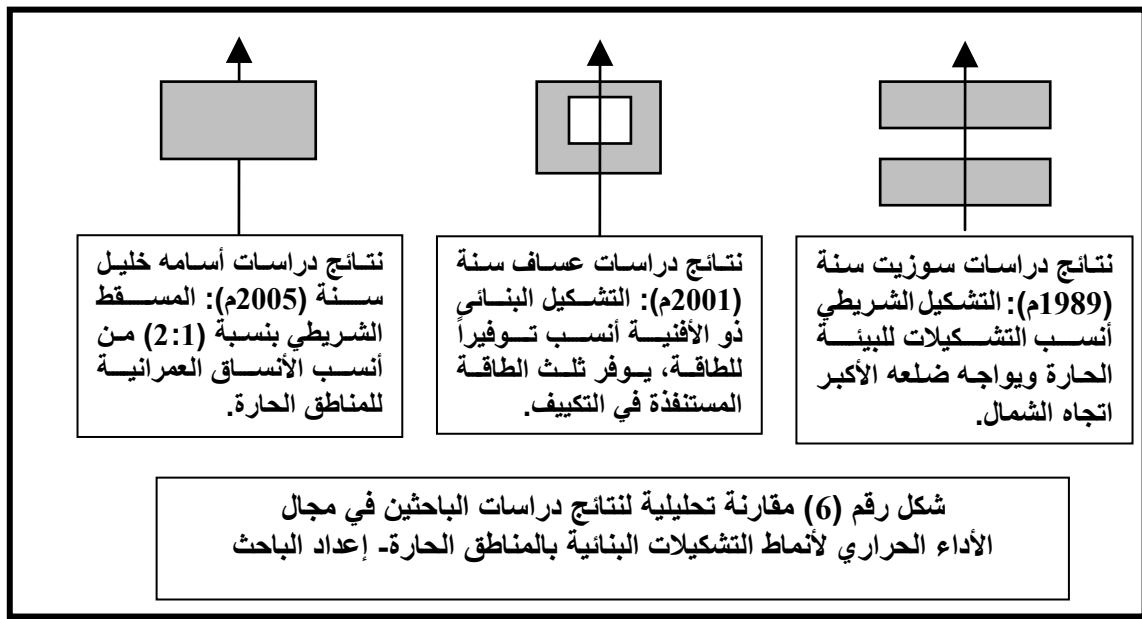 نتائج دراسات سوزيت سنة
(1989م): التشكيل الشريطي
أنسب التشكيلات للبيئة
الحارة ويواجه ضلعه الأكبر
اتجاه الشمال.
نتائج دراسات عساف سنة
(2001م): التشكيل البنائى
ذو الأفنية أنسب توفيراً
للطاقة، يوفر ثلث الطاقة
المستنفذة في التكييف.
نتائج دراسات أسامه خليل
سنة (2005م): المسقط
الشريطي بنسبة (2:1) من
أنسب الأنساق العمرانية
للمناطق الحارة.
شكل رقم (6) مقارنة تحليلية لنتائج دراسات الباحثين في مجال
الأداء الحراري لأنماط التشكيلات البنائية بالمناطق الحارة- إعداد الباحث